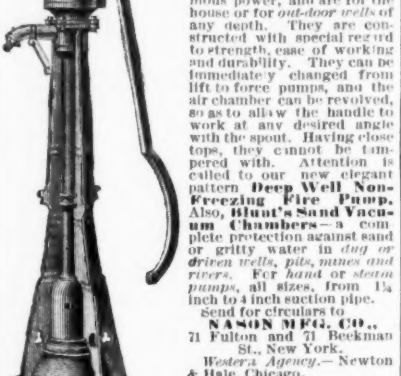 mous power, and are for the
house or for out-door wells of
any depth. They are con-
structed with special regard
to strength, ease of working
and durability. They can be
immediately changed from
lift to force pumps, and the
air chamber can be revolved,
so as to allow the handle to
work at any desired angle
with the spout. Having close
tops, they cannot be tam-
pered with. Attention is
called to our new elegant
pattern Deep Well Non-
Freezing Fire Pump.
Also, Blunt's Sand Vacu-
um Chambers—a com-
plete protection against sand
or gritty water in dug or
driven wells, pits, mines and
rivers. For hand or steam
pumps, all sizes, from 1¼
inch to 4 inch suction pipe.
Send for circulars to
NASON MFG. CO.,
71 Fulton and 71 Beekman
St., New York.
Western Agency.— Newton
& Hale, Chicago.